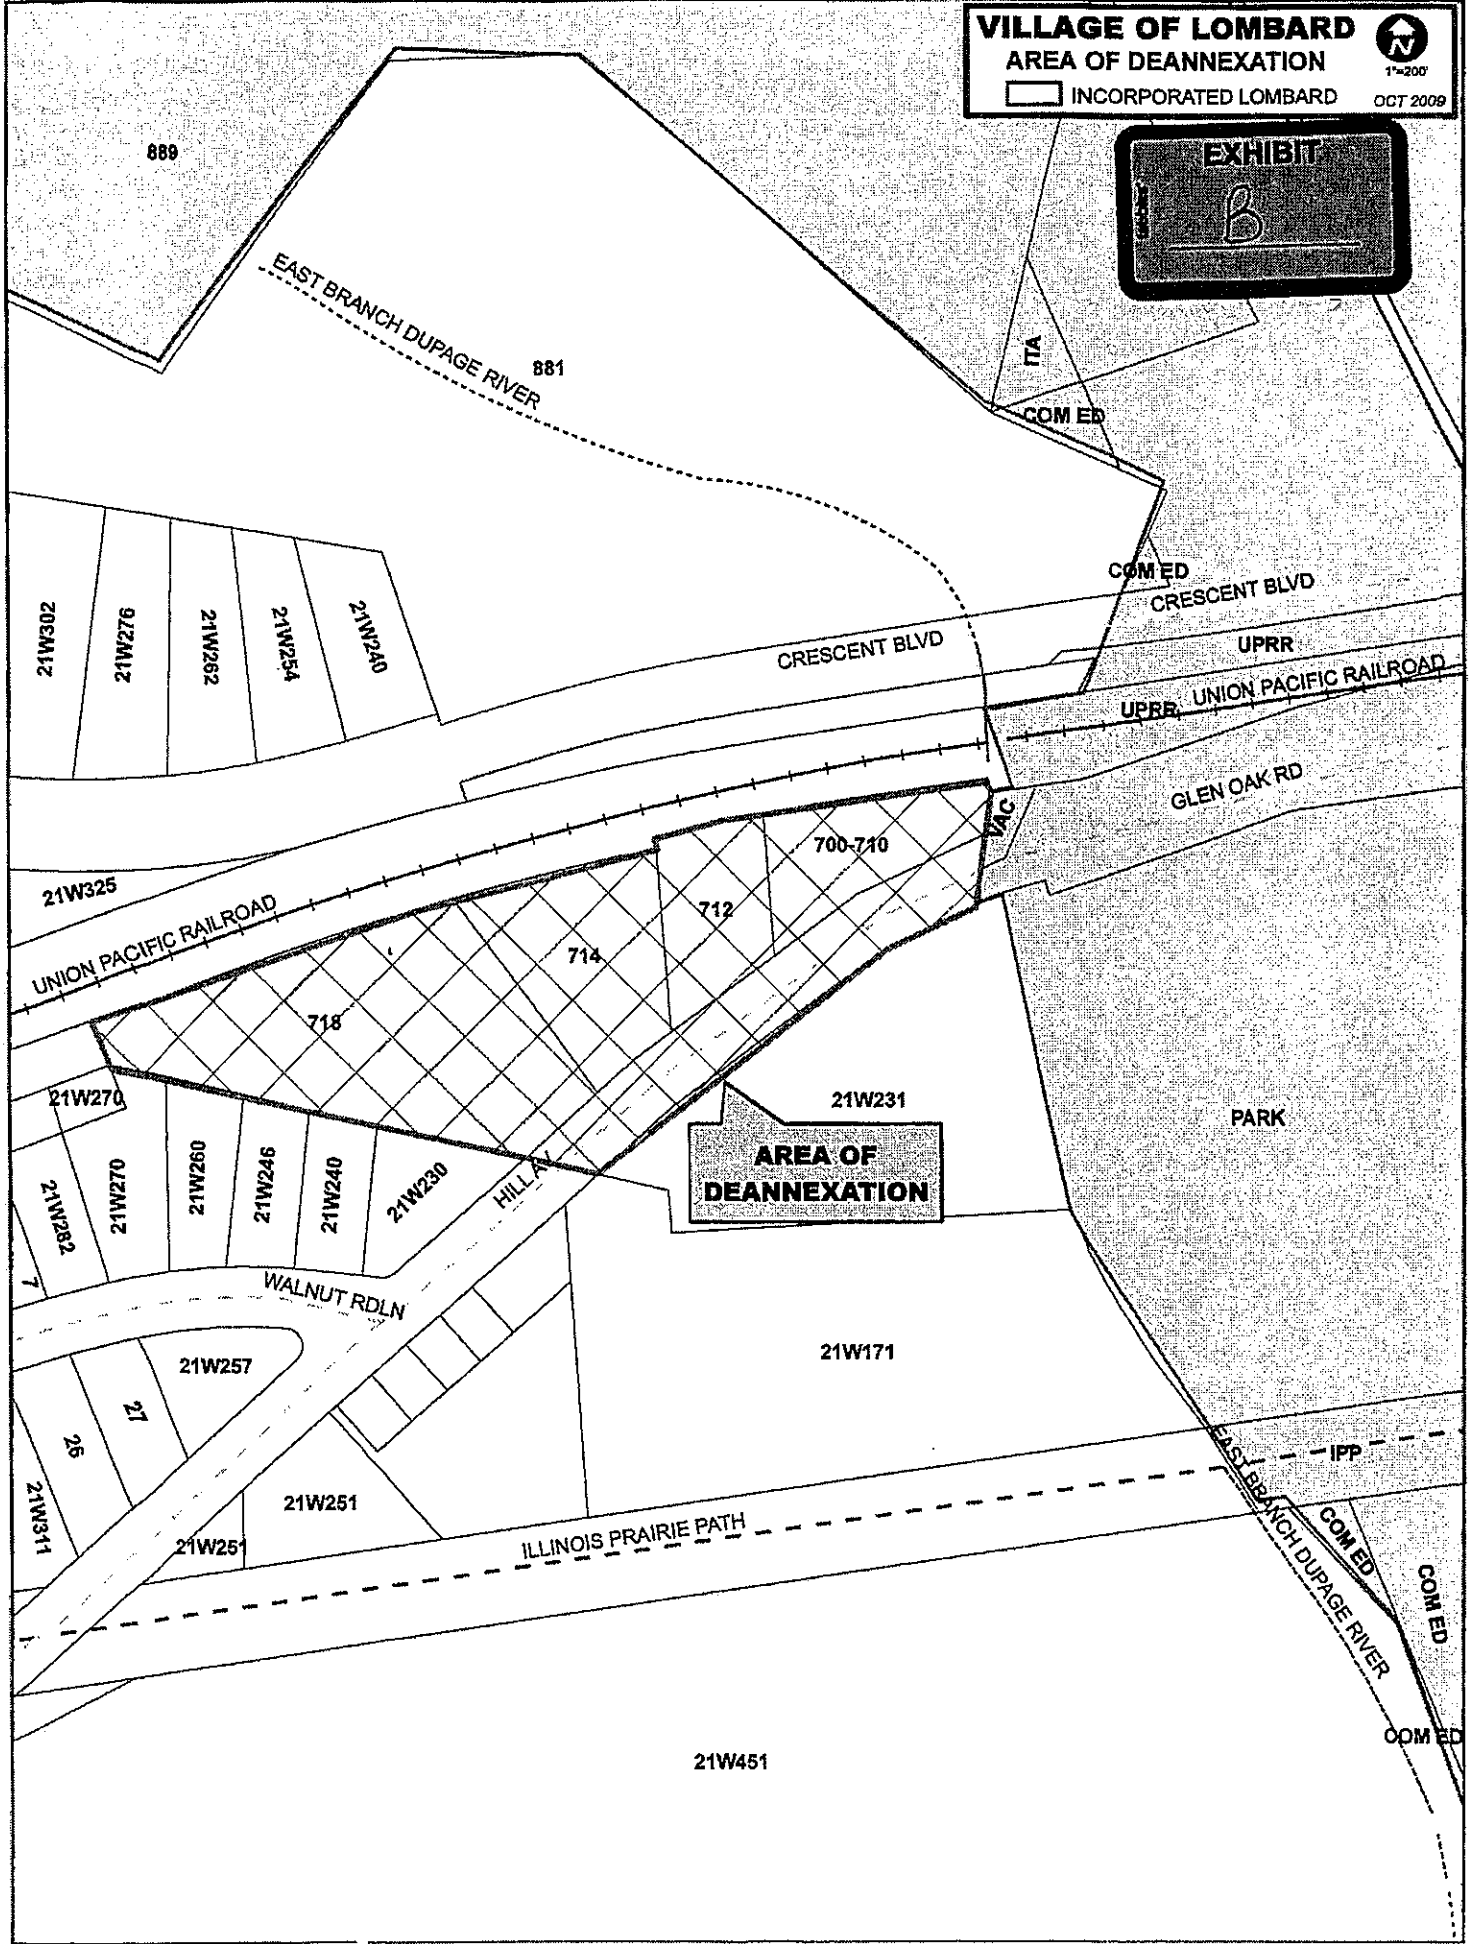 VILLAGE OF LOMBARD
AREA OF DEANNEXATION
N
1"=200'
INCORPORATED LOMBARD
OCT 2009
EXHIBIT
B
889
EAST BRANCH DUPAGE RIVER
881
ITA
COM ED
COM ED
CRESCENT BLVD
CRESCENT BLVD
UPRR
UPRR
UNION PACIFIC RAILROAD
21W302
21W276
21W262
21W254
21W240
GLEN OAK RD
VAC
700-710
712
714
718
21W325
UNION PACIFIC RAILROAD
21W270
21W282
21W270
21W260
21W246
21W240
21W230
7
HILL AV
21W231
PARK
AREA OF
DEANNEXATION
WALNUT RDLN
21W257
27
26
21W311
21W171
21W251
21W251
ILLINOIS PRAIRIE PATH
IPP
EAST BRANCH DUPAGE RIVER
COM ED
COM ED
COM ED
21W451